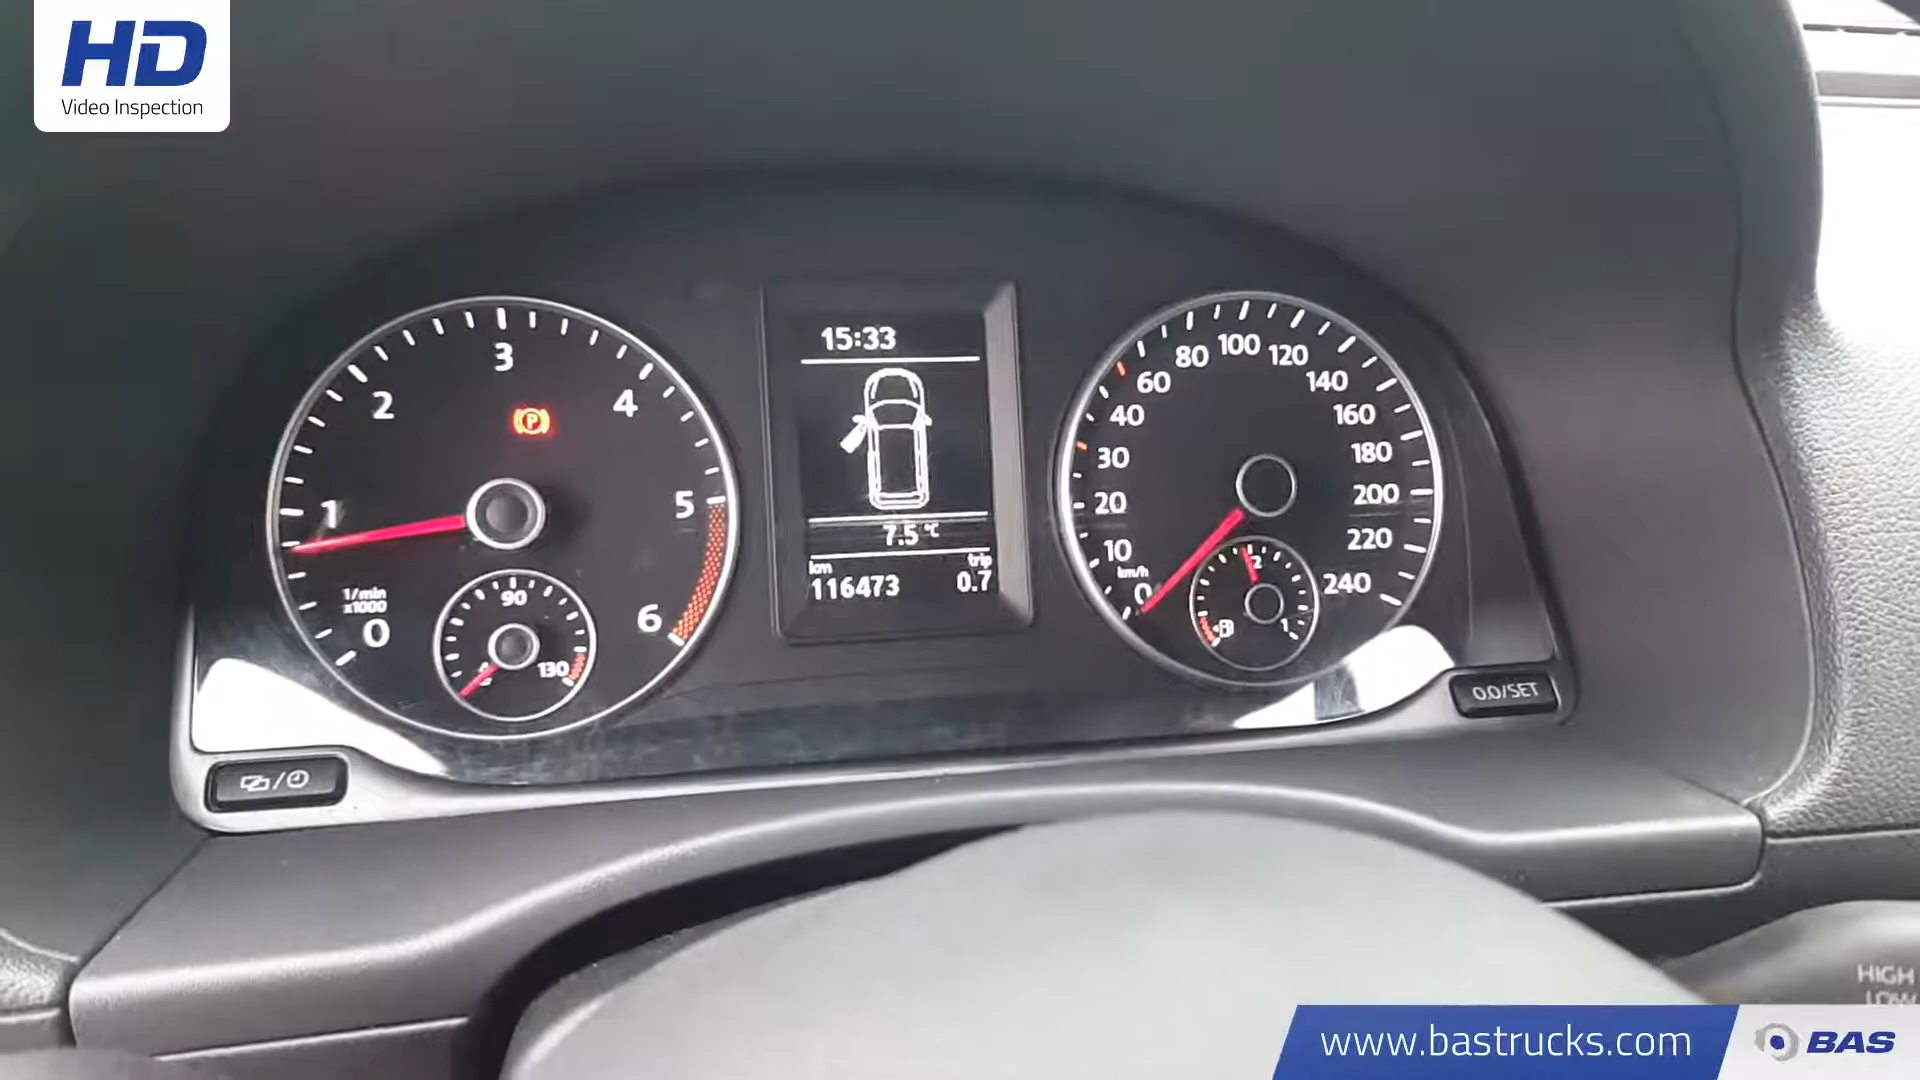 HD
Video Inspection
15:33
7.5 °C
km
trip
116473
0.7
0
1
2
3
4
5
6
1/min
x1000
90
130
P
0
10
20
30
40
60
80
100
120
140
160
180
200
220
240
km/h
1/2
1
0.0/SET
HIGH
LOW
www.bastrucks.com
BAS